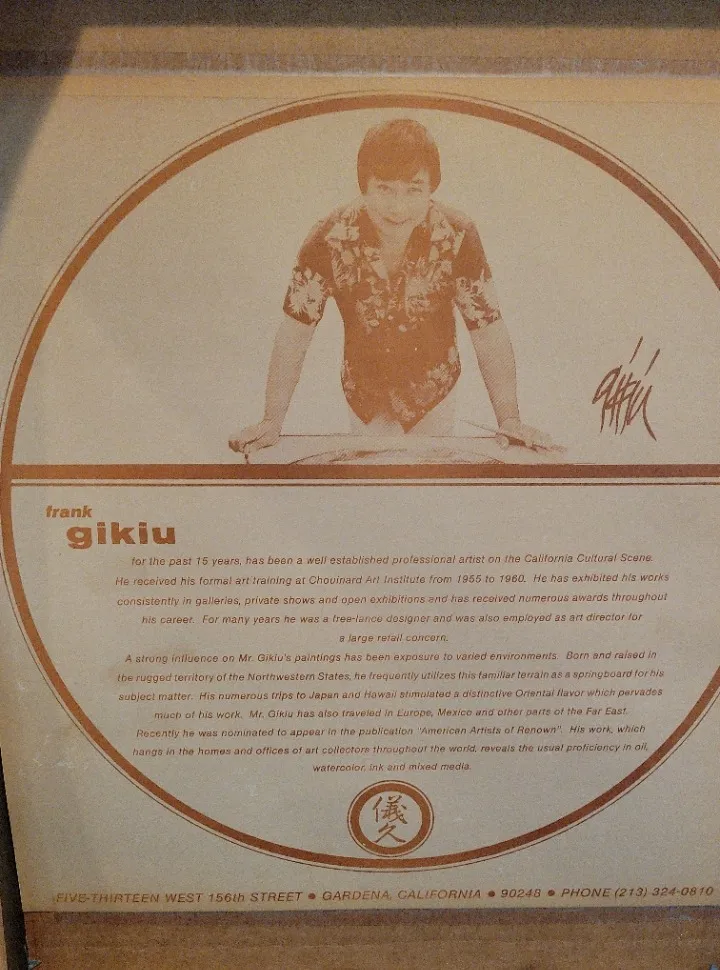 gikiu
frank
gikiu
for the past 15 years, has been a well established professional artist on the California Cultural Scene.
He received his formal art training at Chouinard Art Institute from 1955 to 1960. He has exhibited his works
consistently in galleries, private shows and open exhibitions and has received numerous awards throughout
his career. For many years he was a free-lance designer and was also employed as art director for
a large retail concern.
A strong influence on Mr. Gikiu's paintings has been exposure to varied environments. Born and raised in
the rugged territory of the Northwestern States, he frequently utilizes this familiar terrain as a springboard for his
subject matter. His numerous trips to Japan and Hawaii stimulated a distinctive Oriental flavor which pervades
much of his work. Mr. Gikiu has also traveled in Europe, Mexico and other parts of the Far East.
Recently he was nominated to appear in the publication "American Artists of Renown". His work, which
hangs in the homes and offices of art collectors throughout the world, reveals the usual proficiency in oil,
watercolor, ink and mixed media.
儀
久
FIVE-THIRTEEN WEST 156th STREET ● GARDENA, CALIFORNIA ● 90248 ● PHONE (213) 324-0810